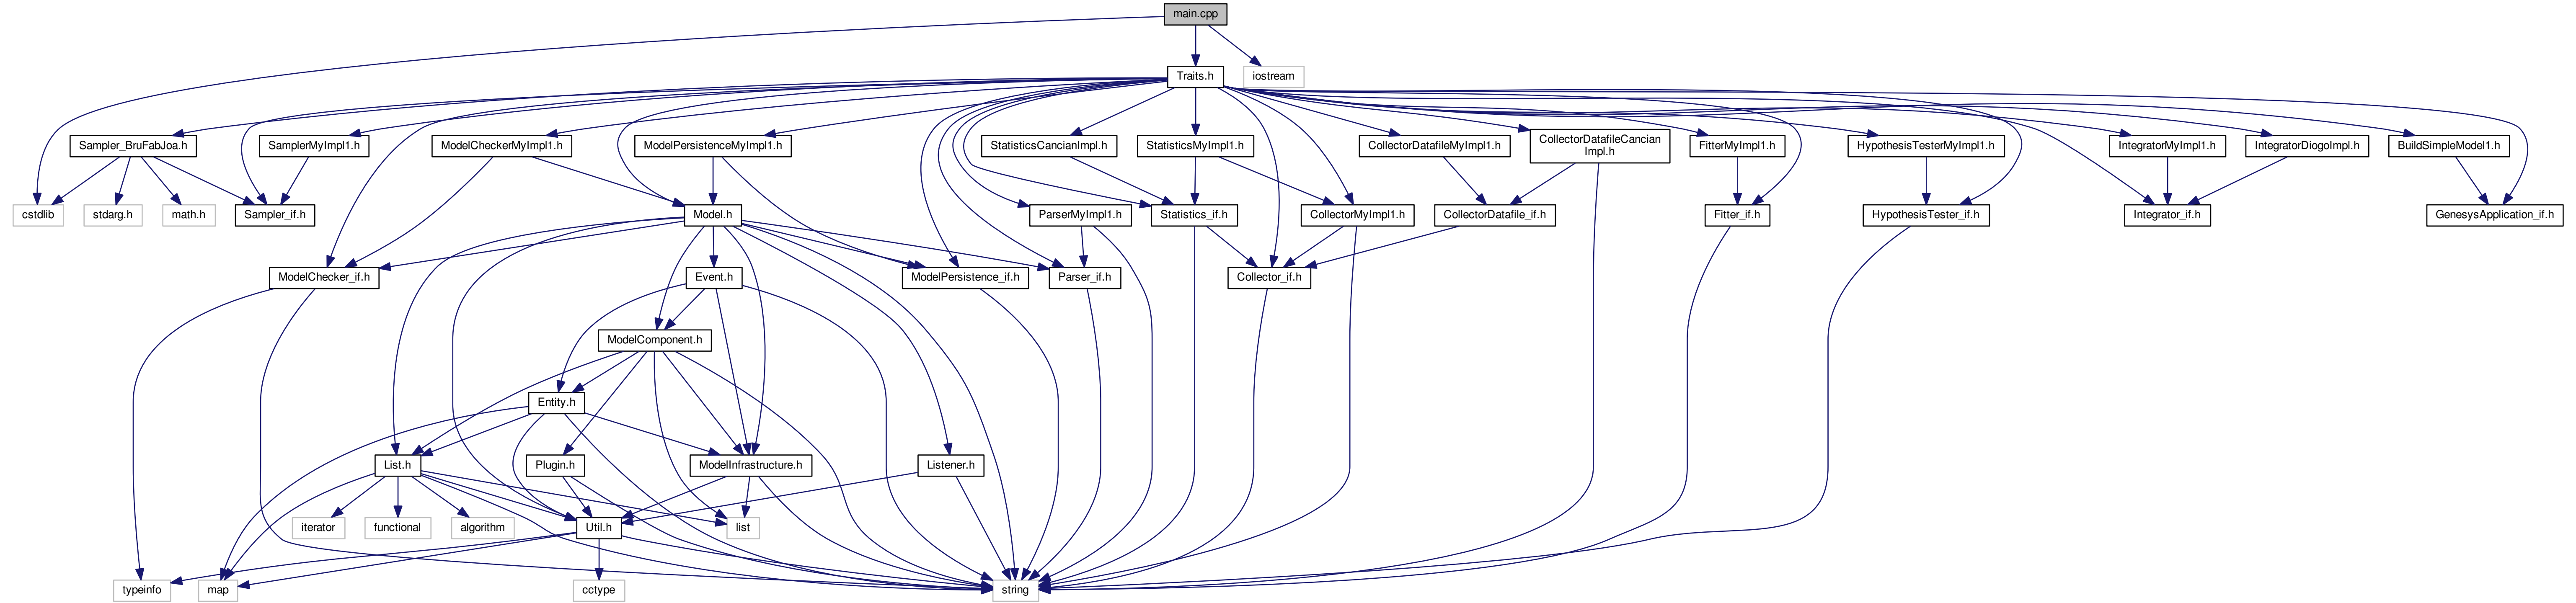 main.cpp
Traits.h
iostream
Sampler_BruFabJoa.h
SamplerMyImpl1.h
ModelCheckerMyImpl1.h
ModelPersistenceMyImpl1.h
StatisticsCancianImpl.h
StatisticsMyImpl1.h
CollectorDatafileMyImpl1.h
CollectorDatafileCancian
Impl.h
FitterMyImpl1.h
HypothesisTesterMyImpl1.h
IntegratorMyImpl1.h
IntegratorDiogoImpl.h
BuildSimpleModel1.h
cstdlib
stdarg.h
math.h
Sampler_if.h
Model.h
ParserMyImpl1.h
Statistics_if.h
CollectorMyImpl1.h
CollectorDatafile_if.h
Fitter_if.h
HypothesisTester_if.h
Integrator_if.h
GenesysApplication_if.h
ModelChecker_if.h
Event.h
ModelPersistence_if.h
Parser_if.h
Collector_if.h
ModelComponent.h
Entity.h
List.h
Plugin.h
ModelInfrastructure.h
Listener.h
iterator
functional
algorithm
Util.h
list
typeinfo
map
cctype
string